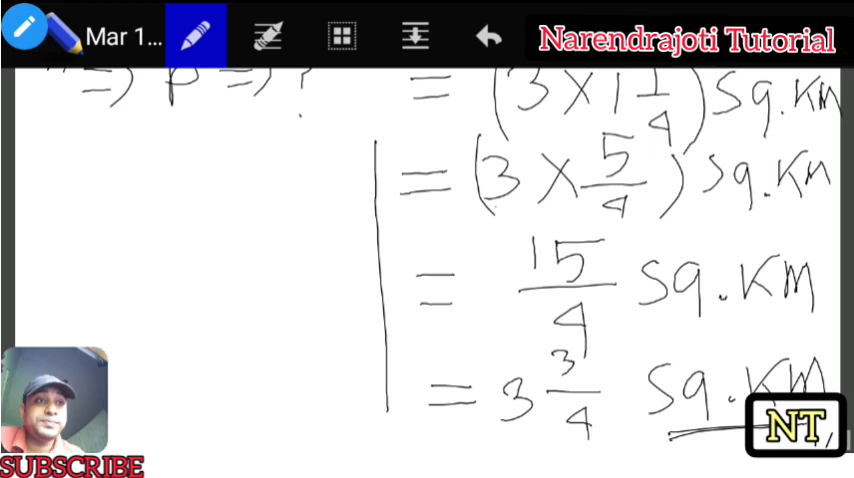 Mar 1...
Narendrajoti Tutorial
=> p => ? = (3 × 1 1/4) sq.km
= (3 × 5/4) sq.km
= 15/4 sq.km
= 3 3/4 sq.km
NT
SUBSCRIBE